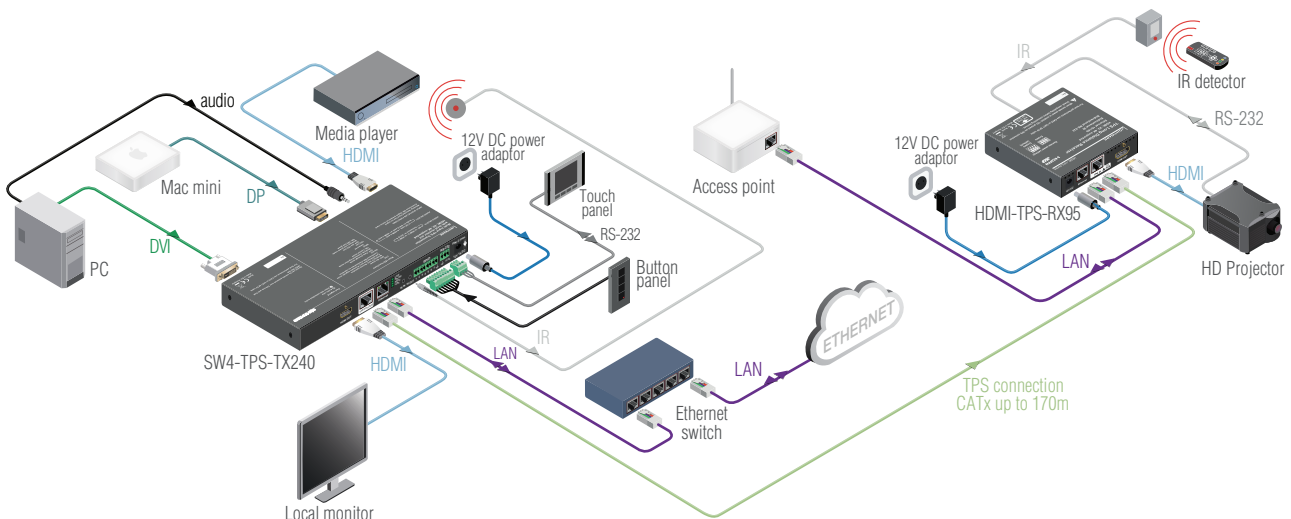 audio
Media player
HDMI
Mac mini
DP
PC
DVI
12V DC power
adaptor
Touch
panel
RS-232
Button
panel
SW4-TPS-TX240
HDMI
Local monitor
IR
LAN
Ethernet
switch
LAN
ETHERNET
Access point
12V DC power
adaptor
HDMI-TPS-RX95
IR
IR detector
RS-232
HDMI
HD Projector
LAN
TPS connection
CATx up to 170m